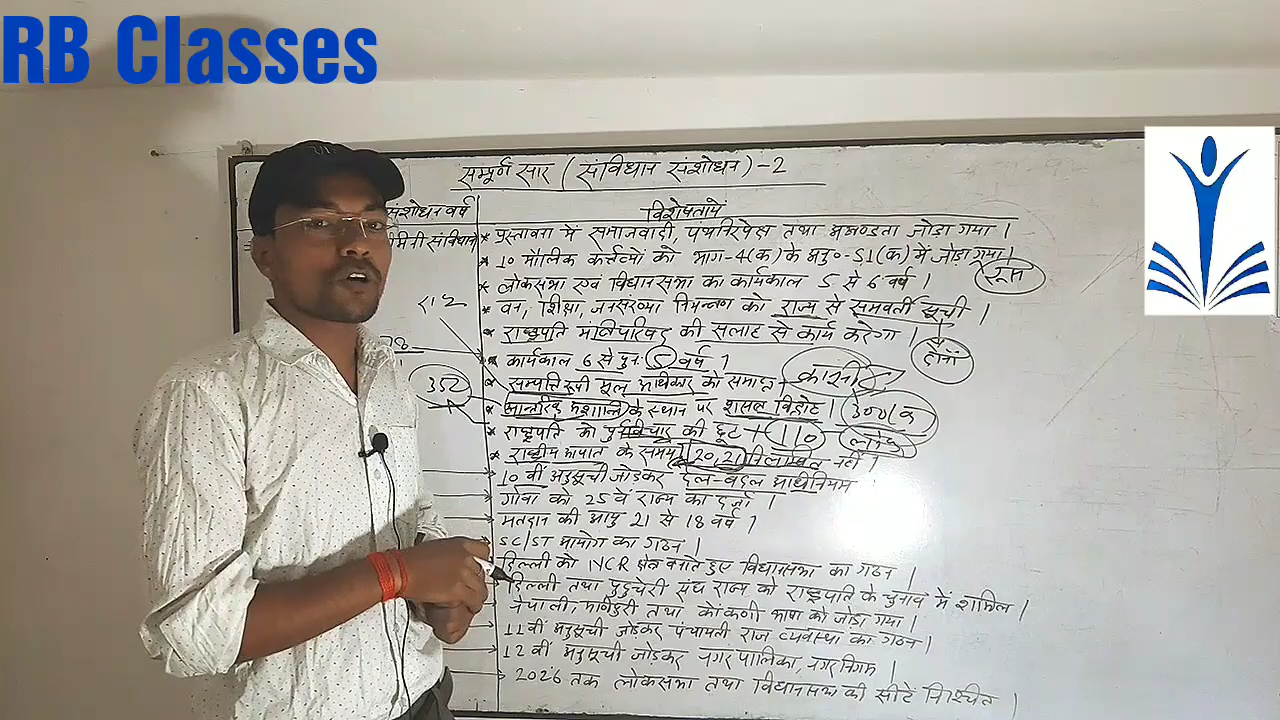 RB Classes
सम्पूर्ण सार (संविधान संशोधन) -2
संशोधन वर्ष
विशेषतायें
मिनी संविधान
* प्रस्तावना में समाजवादी, पंथनिरपेक्ष तथा अखण्डता जोड़ा गया।
* 10 मौलिक कर्त्तव्यों को भाग-4(क) के अनु०-51(क) में जोड़ा गया।
रूस
* लोकसभा एवं विधानसभा का कार्यकाल 5 से 6 वर्ष।
* वन, शिक्षा, जनसंख्या नियन्त्रण को राज्य से समवर्ती सूची।
* राष्ट्रपति मंत्रिपरिषद की सलाह से कार्य करेगा।
दोनों
* कार्यकाल 6 से पुनः 5 वर्ष।
* सम्पत्ति रूपी मूल अधिकार को समाप्त।
352
* आन्तरिक अशान्ति के स्थान पर सशस्त्र विद्रोह। 300 क
* राष्ट्रपति को पुनर्विचार की छूट। 110
* राष्ट्रीय आपात के समय 20, 21 विलम्बित नहीं।
10 वीं अनुसूची जोड़कर दल-बदल अधिनियम
गोवा को 25 वें राज्य का दर्जा।
मतदान की आयु 21 से 18 वर्ष।
SC/ST आयोग का गठन।
दिल्ली को NCR क्षेत्र बनाते हुए विधानसभा का गठन।
दिल्ली तथा पुडुचेरी संघ राज्य को राष्ट्रपति के चुनाव में शामिल।
नेपाली, मणिपुरी तथा कोंकणी भाषा को जोड़ा गया।
11 वीं अनुसूची जोड़कर पंचायती राज व्यवस्था का गठन।
12 वीं अनुसूची जोड़कर नगरपालिका, नगर निगम।
2026 तक लोकसभा तथा विधानसभा की सीटें निश्चित।